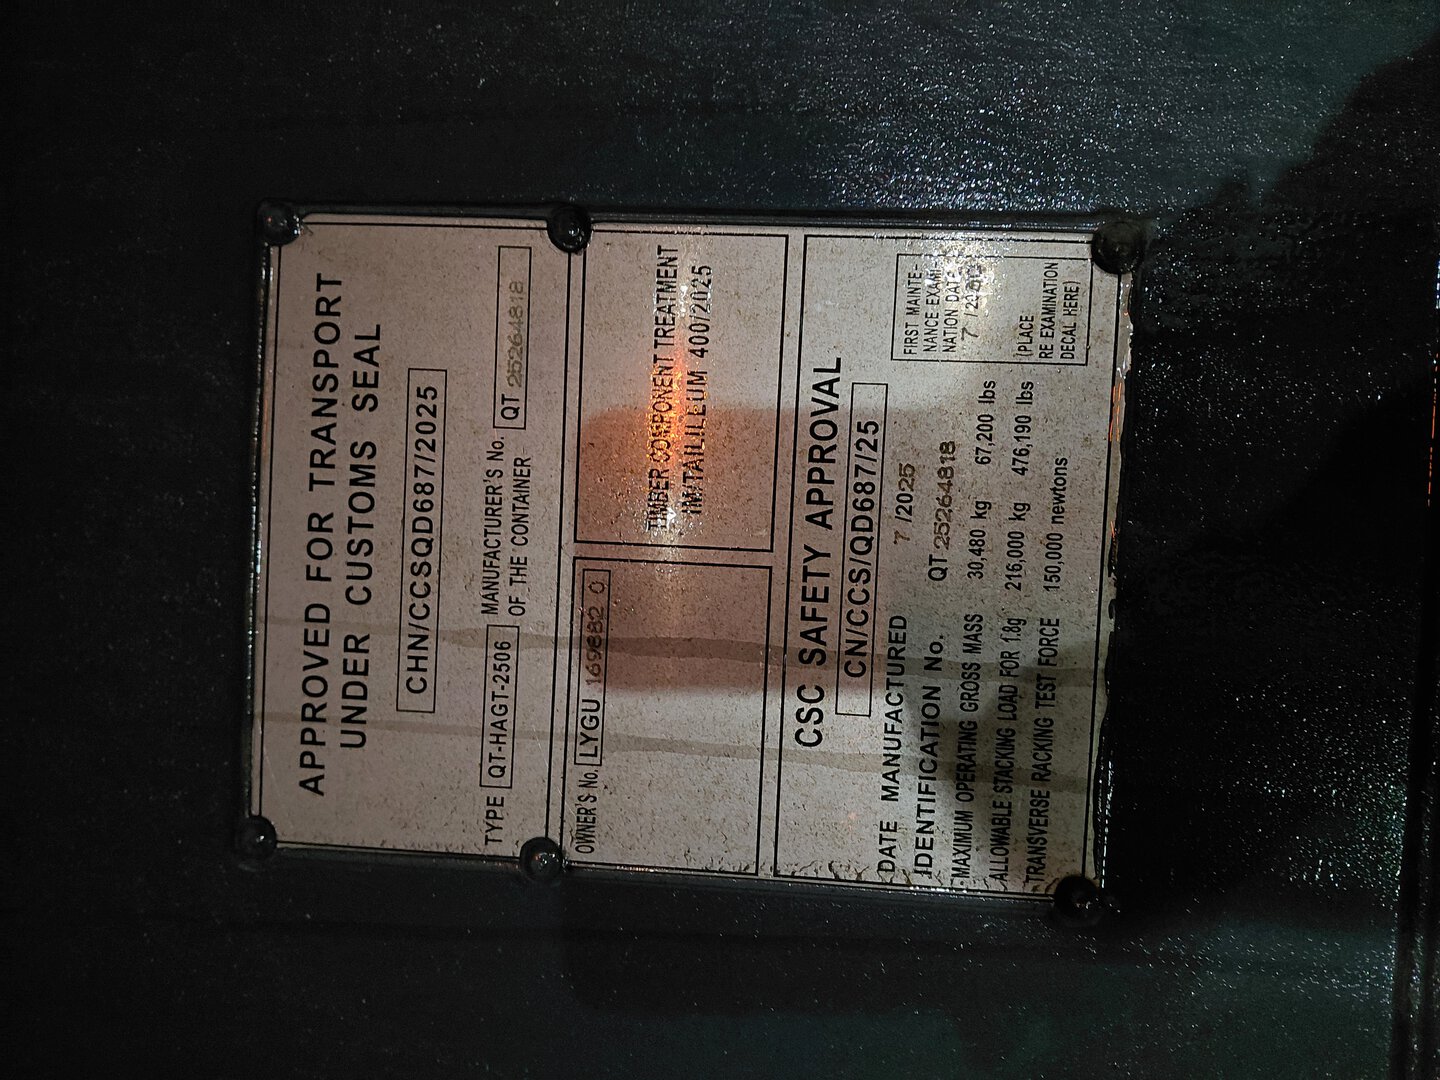 APPROVED FOR TRANSPORT
UNDER CUSTOMS SEAL
CHN/CCSQD687/2025
TYPE QT-HAGT-2506 MANUFACTURER'S No. OF THE CONTAINER QT 25264818
OWNER'S No. LYGU 169882 0
TIMBER COMPONENT TREATMENT
400/2025
CSC SAFETY APPROVAL
CN/CCS/QD687/25
DATE MANUFACTURED 7 /2025
IDENTIFICATION No. QT 25264818
MAXIMUM OPERATING GROSS MASS 30,480 kg 67,200 lbs
ALLOWABLE STACKING LOAD FOR 1.8g 216,000 kg 476,190 lbs
TRANSVERSE RACKING TEST FORCE 150,000 newtons
FIRST MAINTE-
NANCE EXAMI-
NATION DATE
7
(PLACE
RE EXAMINATION
DECAL HERE)